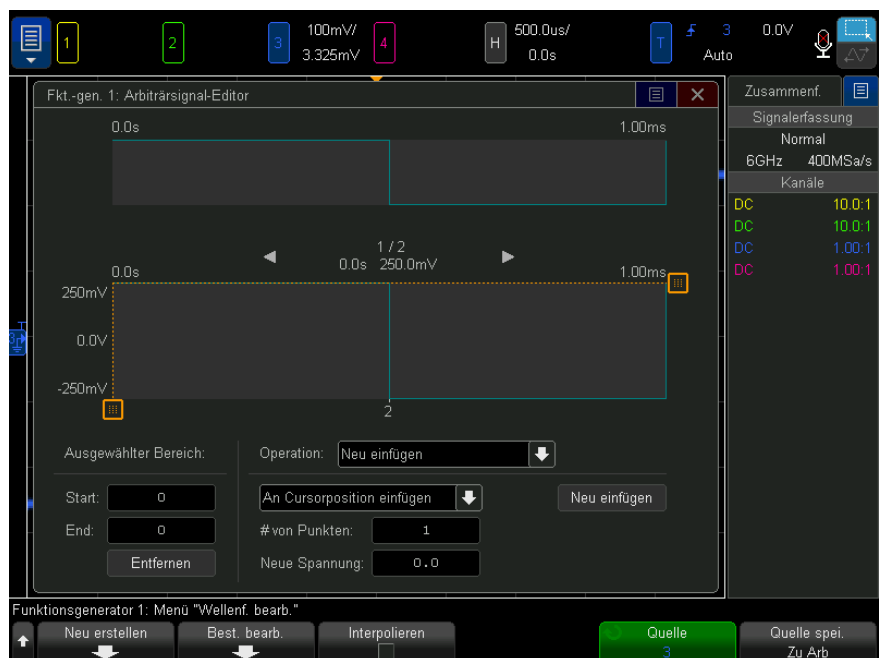 1 2 3 100mV/ 4 H 500.0us/ T 3 0.0V
3.325mV 0.0s Auto
Fkt.-gen. 1: Arbiträrsignal-Editor
Zusammenf.
0.0s 1.00ms
Signalerfassung
Normal
6GHz 400MSa/s
Kanäle
DC 10.0:1
DC 10.0:1
DC 1.00:1
DC 1.00:1
1 / 2
0.0s 250.0mV
0.0s 1.00ms
250mV
0.0V
-250mV
2
T
3
Ausgewählter Bereich:
Operation: Neu einfügen
Start: 0
An Cursorposition einfügen
Neu einfügen
End: 0
# von Punkten: 1
Entfernen
Neue Spannung: 0.0
Funktionsgenerator 1: Menü "Wellenf. bearb."
Neu erstellen
Best. bearb.
Interpolieren
Quelle
3
Quelle spei.
Zu Arb